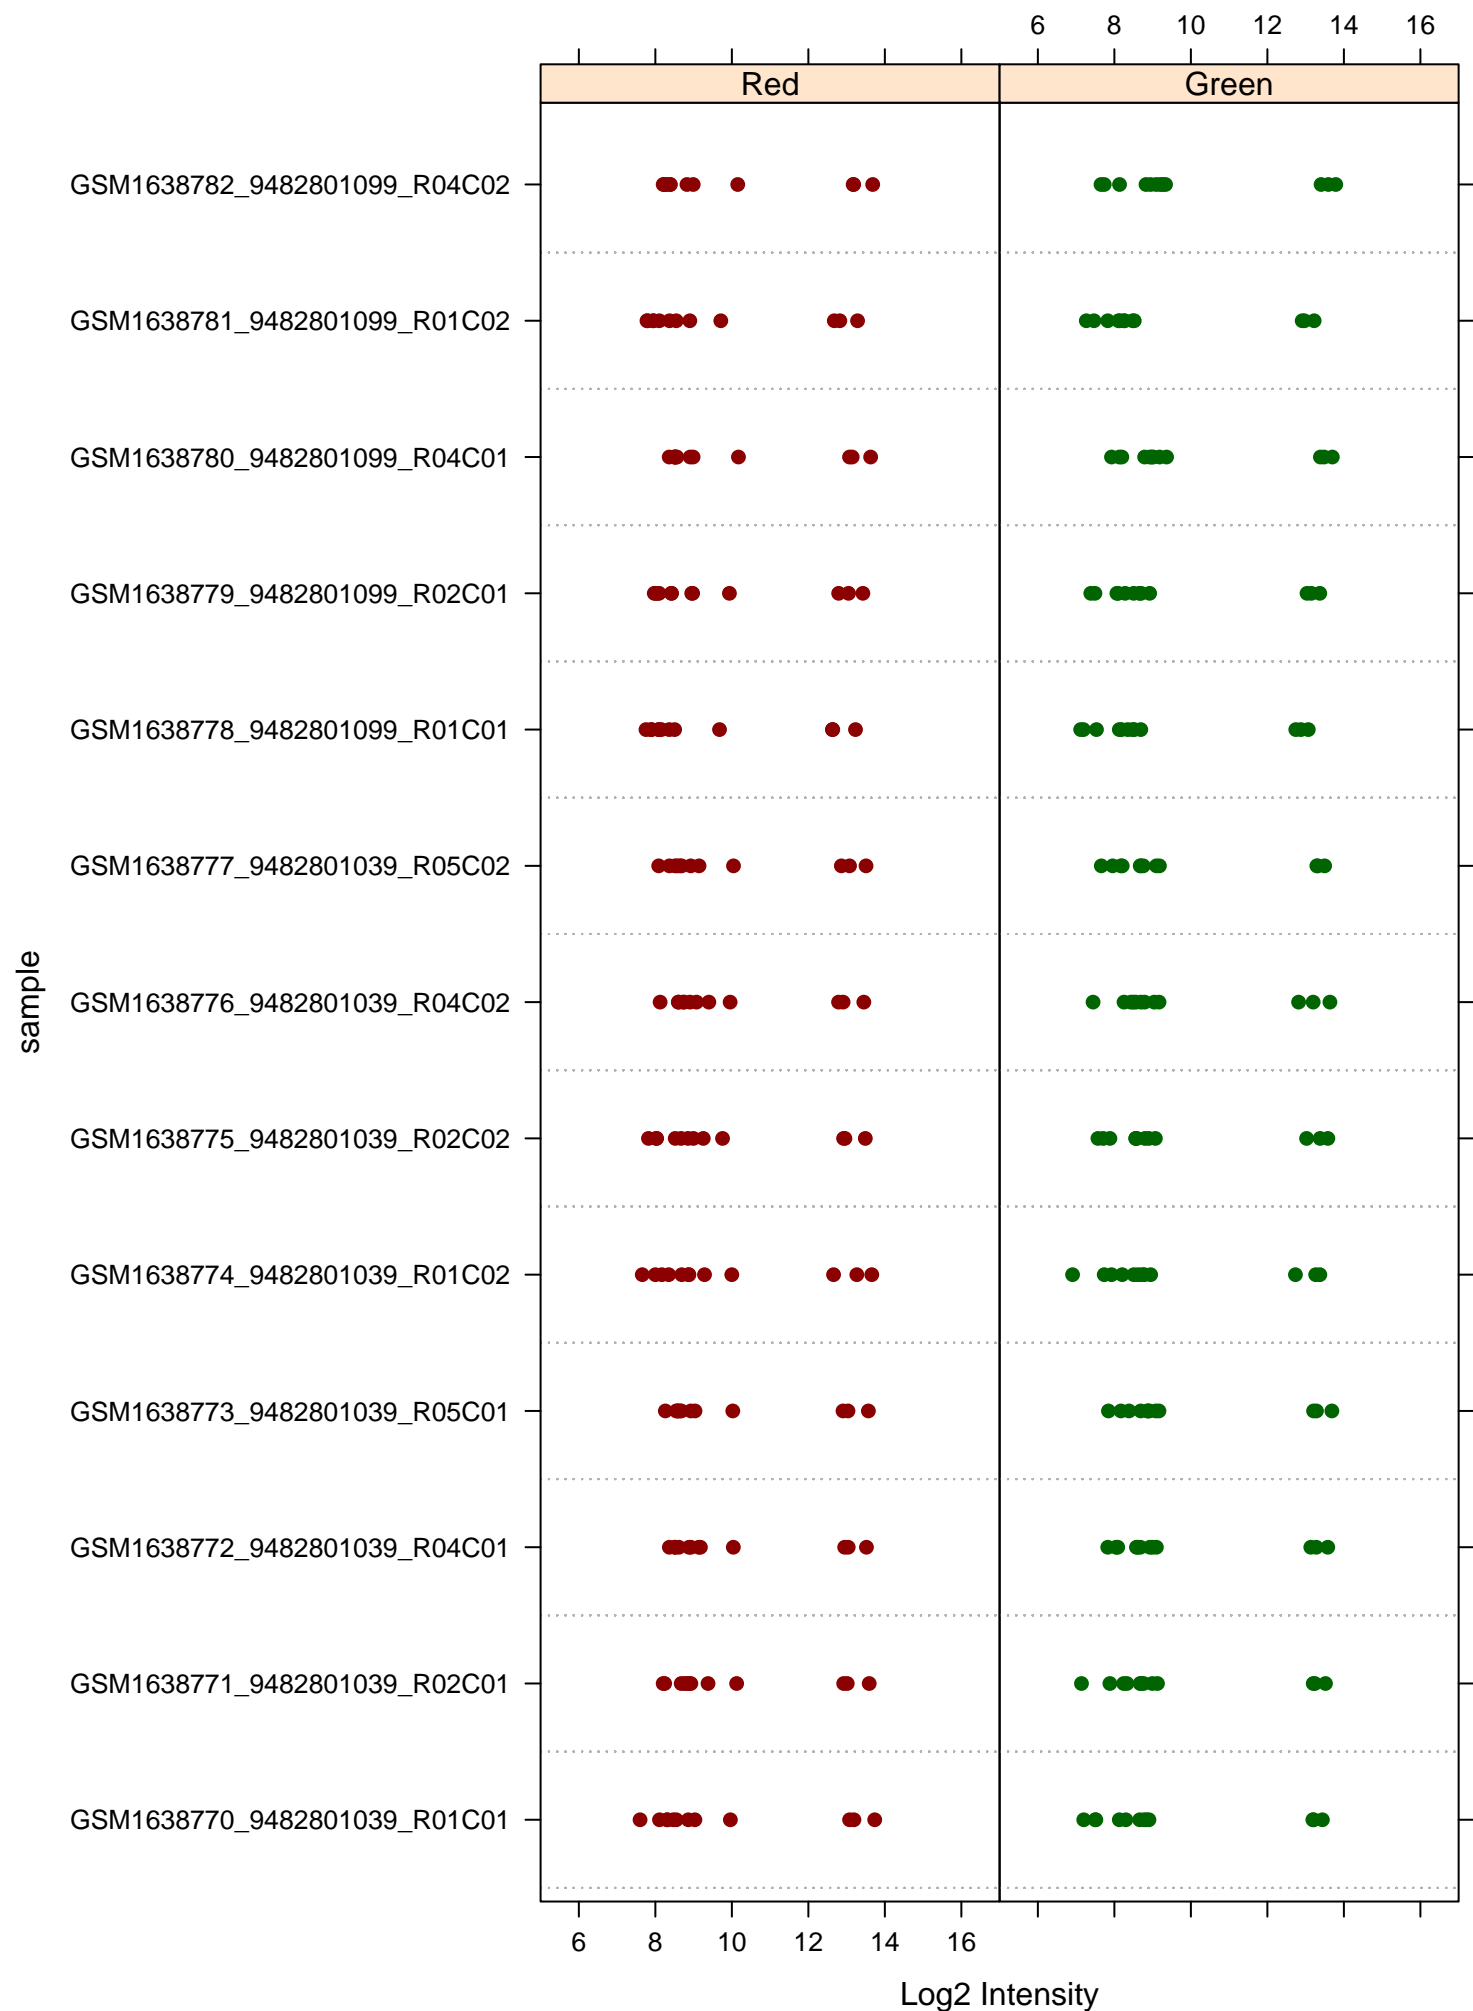 6 8 10 12 14 16
Red Green
GSM1638782_9482801099_R04C02
GSM1638781_9482801099_R01C02
GSM1638780_9482801099_R04C01
GSM1638779_9482801099_R02C01
GSM1638778_9482801099_R01C01
GSM1638777_9482801039_R05C02
GSM1638776_9482801039_R04C02
sample
GSM1638775_9482801039_R02C02
GSM1638774_9482801039_R01C02
GSM1638773_9482801039_R05C01
GSM1638772_9482801039_R04C01
GSM1638771_9482801039_R02C01
GSM1638770_9482801039_R01C01
6 8 10 12 14 16
Log2 Intensity